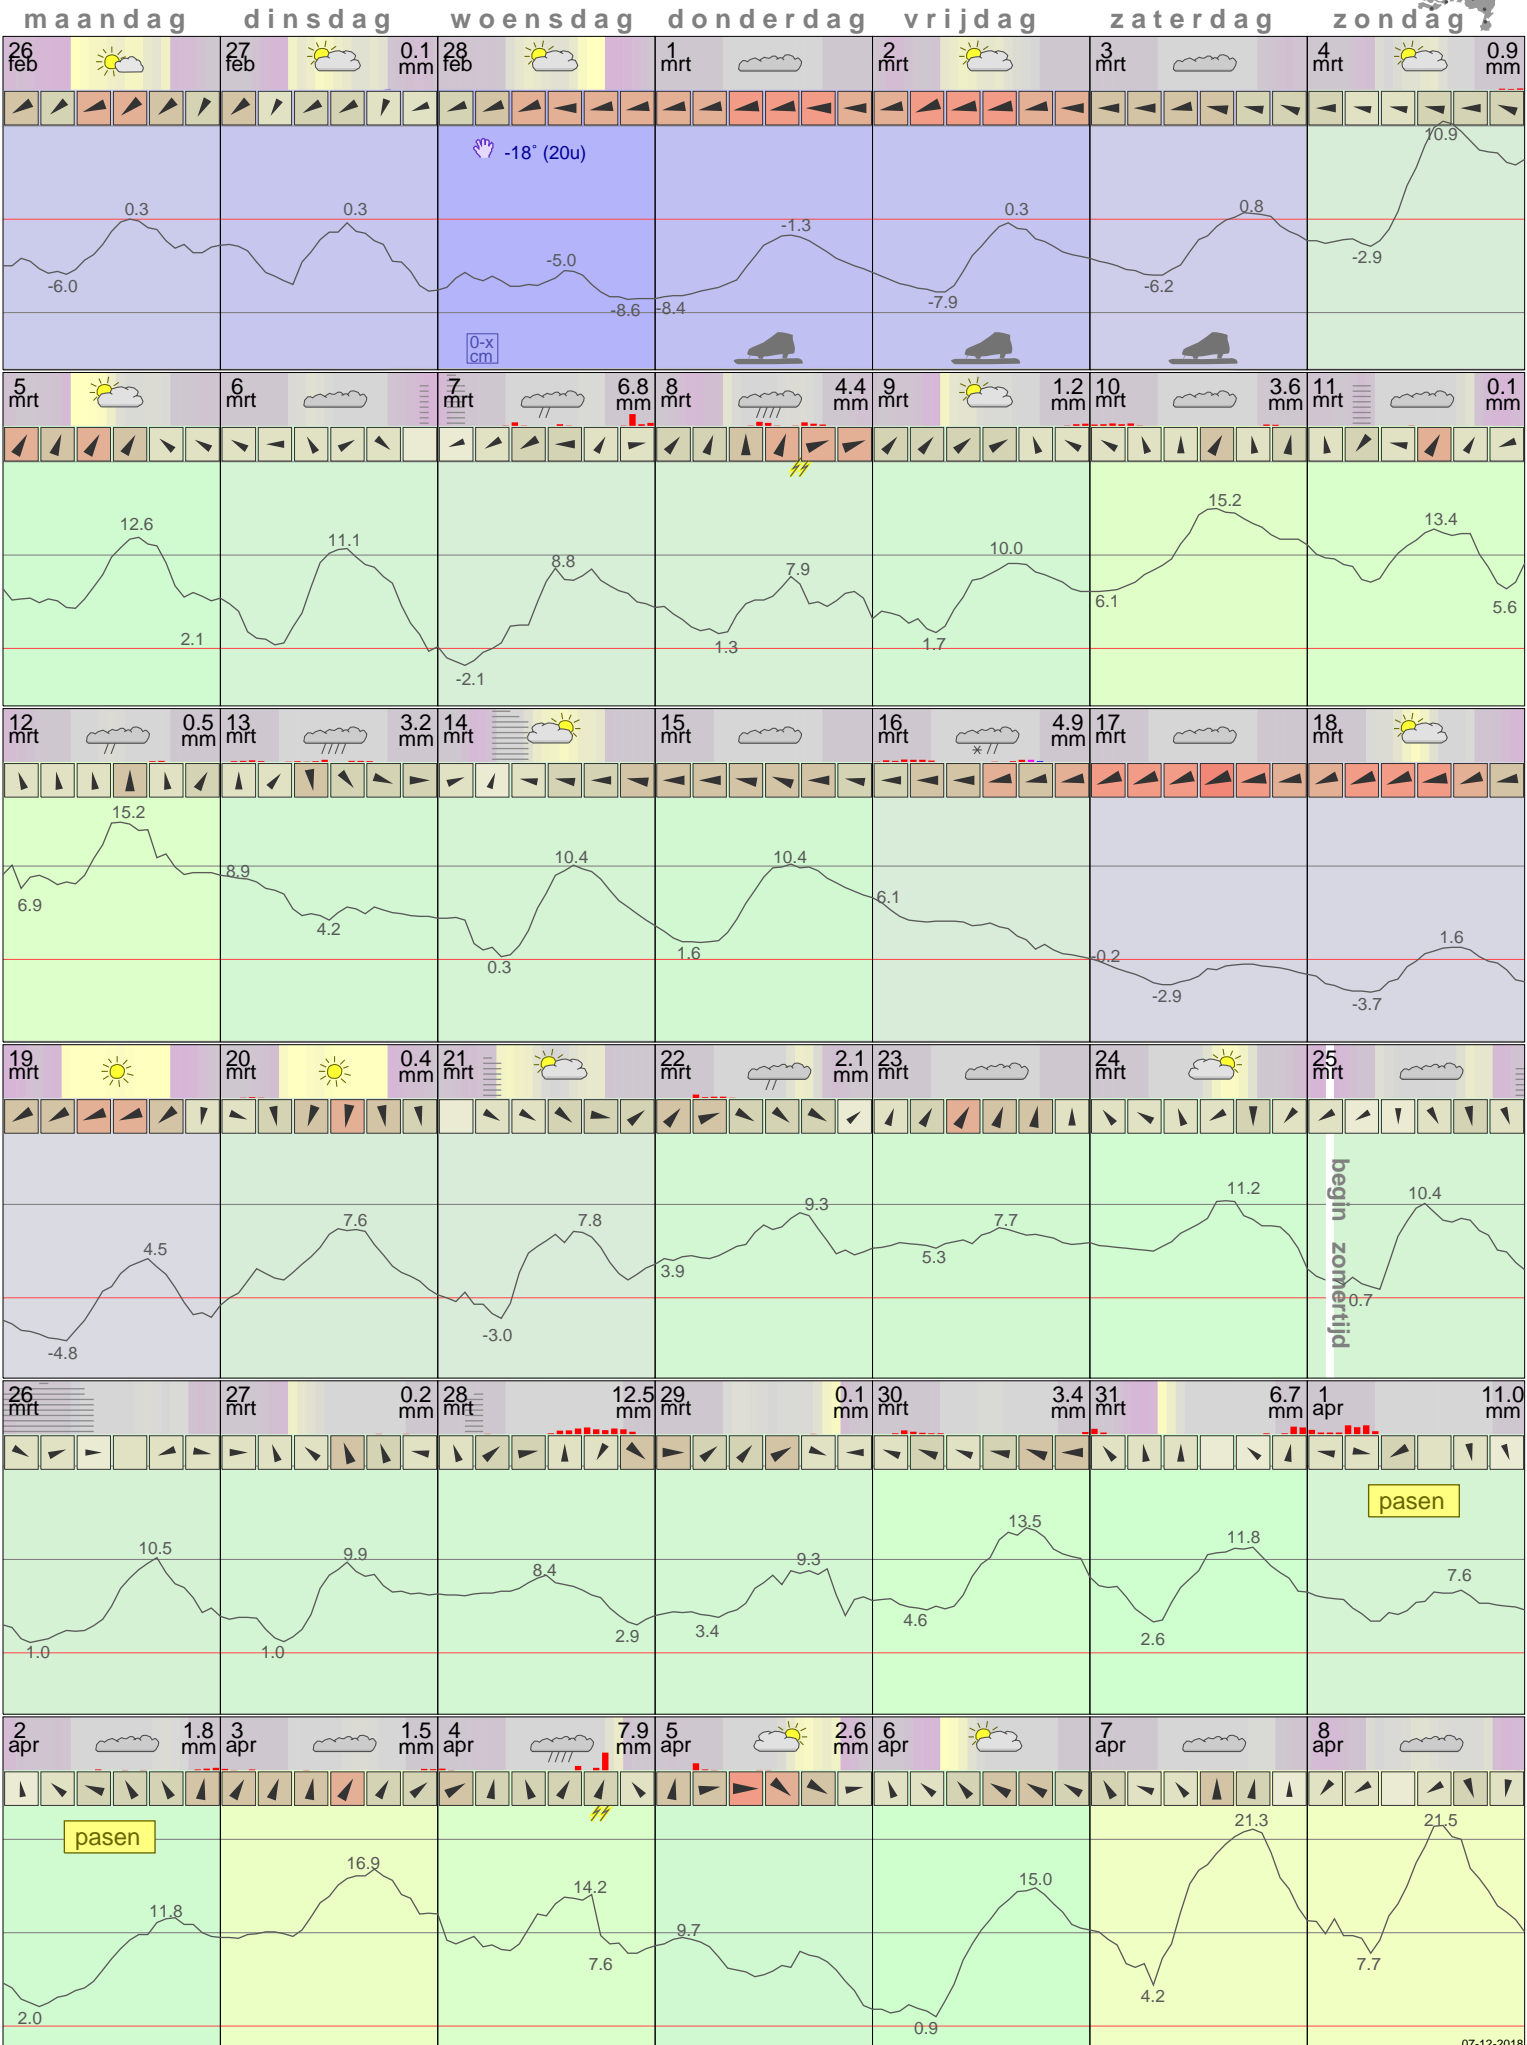 maandag dinsdag woensdag donderdag vrijdag zaterdag zondag
26 feb 27 feb 0.1 mm 28 feb 1 mrt 2 mrt 3 mrt 4 mrt 0.9 mm
-18° (20u) 10.9
0.3 0.3 -5.0 -1.3 0.3 0.8
-6.0 -8.6 -8.4 -7.9 -6.2 -2.9
0-x cm
5 mrt 6 mrt 7 mrt 6.8 mm 8 mrt 4.4 mm 9 mrt 1.2 mm 10 mrt 3.6 mm 11 mrt 0.1 mm
12.6 11.1 8.8 7.9 10.0 15.2 13.4
2.1 -2.1 1.3 1.7 6.1 5.6
12 mrt 0.5 mm 13 mrt 3.2 mm 14 mrt 15 mrt 16 mrt 4.9 mm 17 mrt 18 mrt
15.2 8.9 10.4 10.4 6.1 -0.2 1.6
6.9 4.2 0.3 1.6 -2.9 -3.7
19 mrt 20 mrt 0.4 mm 21 mrt 22 mrt 2.1 mm 23 mrt 24 mrt 25 mrt
begin zomertijd
4.5 7.6 7.8 9.3 7.7 11.2 10.4
-4.8 -3.0 3.9 5.3 0.7
26 mrt 27 mrt 0.2 mm 28 mrt 12.5 mm 29 mrt 0.1 mm 30 mrt 3.4 mm 31 mrt 6.7 mm 1 apr 11.0 mm
pasen
10.5 9.9 8.4 9.3 13.5 11.8 7.6
1.0 1.0 2.9 3.4 4.6 2.6
2 apr 1.8 mm 3 apr 1.5 mm 4 apr 7.9 mm 5 apr 2.6 mm 6 apr 7 apr 8 apr
pasen
11.8 16.9 14.2 9.7 15.0 21.3 21.5
2.0 7.6 0.9 4.2 7.7
07-12-2018